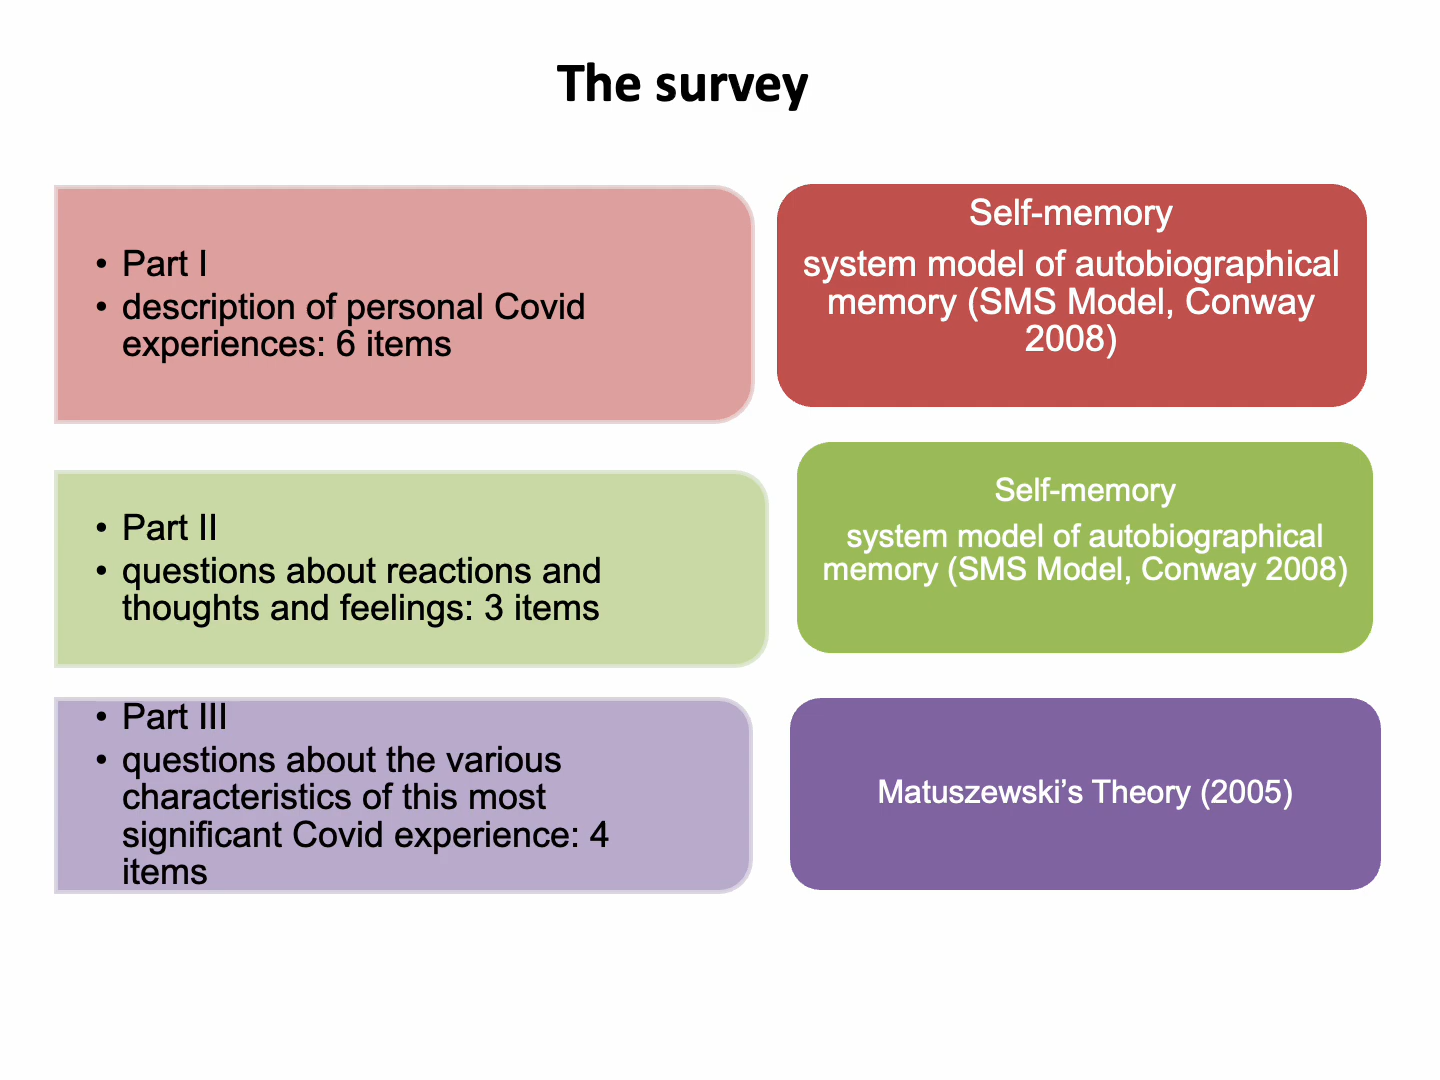 The survey
• Part I
• description of personal Covid
experiences: 6 items
Self-memory
system model of autobiographical
memory (SMS Model, Conway
2008)
• Part II
• questions about reactions and
thoughts and feelings: 3 items
Self-memory
system model of autobiographical
memory (SMS Model, Conway 2008)
• Part III
• questions about the various
characteristics of this most
significant Covid experience: 4
items
Matuszewski’s Theory (2005)